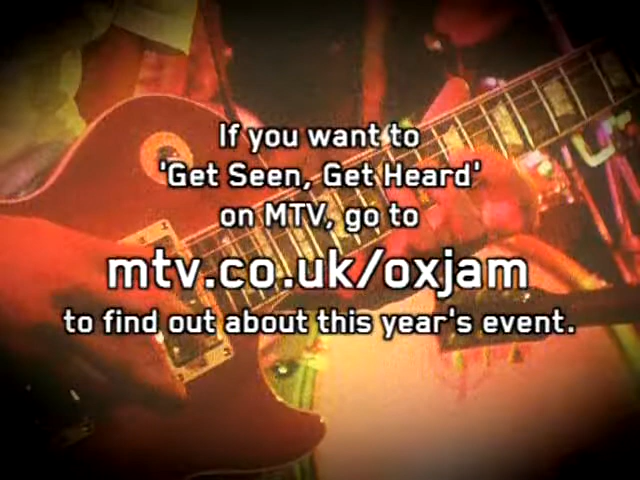 If you want to
'Get Seen, Get Heard'
on MTV, go to
mtv.co.uk/oxjam
to find out about this year's event.